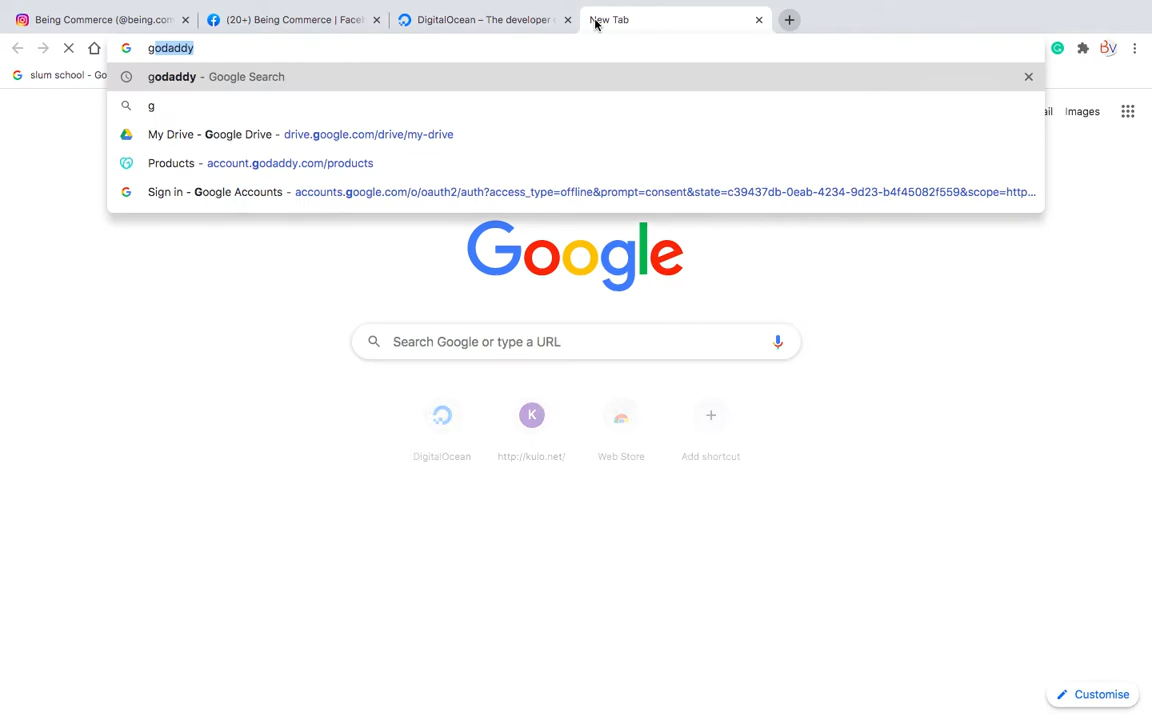 Being Commerce (@being.com
(20+) Being Commerce | Face
DigitalOcean – The developer
New Tab
godaddy
BV
slum school - Go
godaddy - Google Search
g
My Drive - Google Drive - drive.google.com/drive/my-drive
Products - account.godaddy.com/products
Sign in - Google Accounts - accounts.google.com/o/oauth2/auth?access_type=offline&prompt=consent&state=c39437db-0eab-4234-9d23-b4f45082f559&scope=http...
ail Images
Google
Search Google or type a URL
K
DigitalOcean
http://kulo.net/
Web Store
Add shortcut
Customise